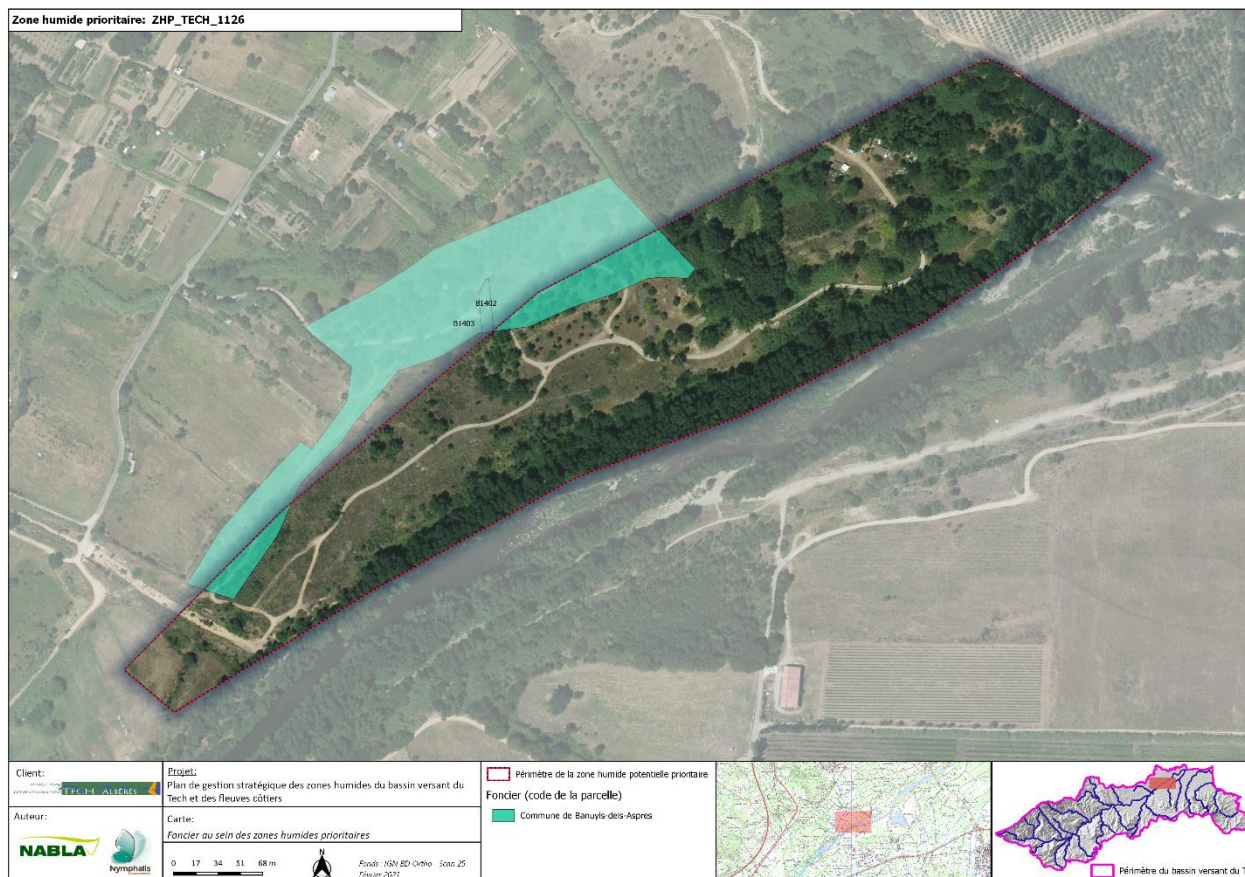 Zone humide prioritaire: ZHP_TECH_1126
B1402
B1403
Client:
TECH ALBÈRES
Auteur:
NABLA
Nymphalis
Projet:
Plan de gestion stratégique des zones humides du bassin versant du
Tech et des fleuves côtiers
Carte:
Foncier au sein des zones humides prioritaires
0 17 34 51 68 m
N
Fonds : IGN BD Ortho Scan 25
Février 2021
Périmètre de la zone humide potentielle prioritaire
Foncier (code de la parcelle)
Commune de Banuyls-dels-Aspres
Périmètre du bassin versant du T